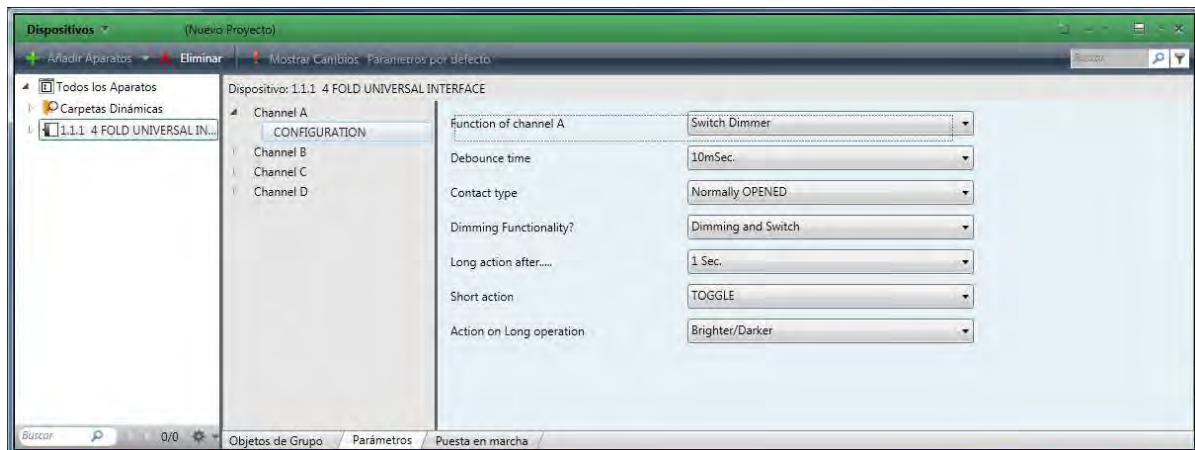 Dispositivos (Nuevo Proyecto)
Añadir Aparatos Eliminar Mostrar Cambios Parametros por defecto Buscar
Todos los Aparatos
Carpetas Dinámicas
1.1.1 4 FOLD UNIVERSAL IN...
Dispositivo: 1.1.1 4 FOLD UNIVERSAL INTERFACE
Channel A
CONFIGURATION
Channel B
Channel C
Channel D
Function of channel A Switch Dimmer
Debounce time 10mSec.
Contact type Normally OPENED
Dimming Functionality? Dimming and Switch
Long action after..... 1 Sec.
Short action TOGGLE
Action on Long operation Brighter/Darker
Buscar 0/0
Objetos de Grupo Parámetros Puesta en marcha